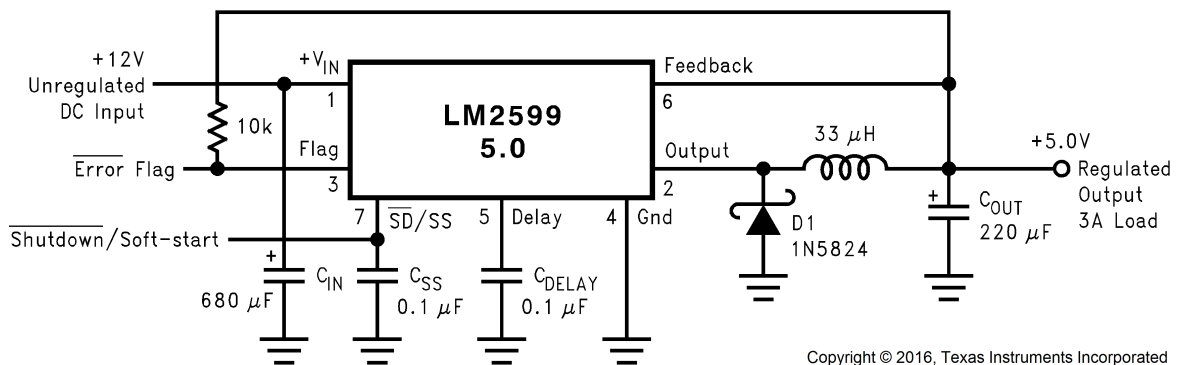 +12V
Unregulated
DC Input
+VIN
1
Feedback
6
LM2599
5.0
10k
Error Flag
Flag
3
Output
2
33 μH
+5.0V
Regulated
Output
3A Load
7
SD/SS
5
Delay
4
Gnd
Shutdown/Soft-start
+
CIN
680 μF
CSS
0.1 μF
CDELAY
0.1 μF
D1
1N5824
+
COUT
220 μF
Copyright © 2016, Texas Instruments Incorporated